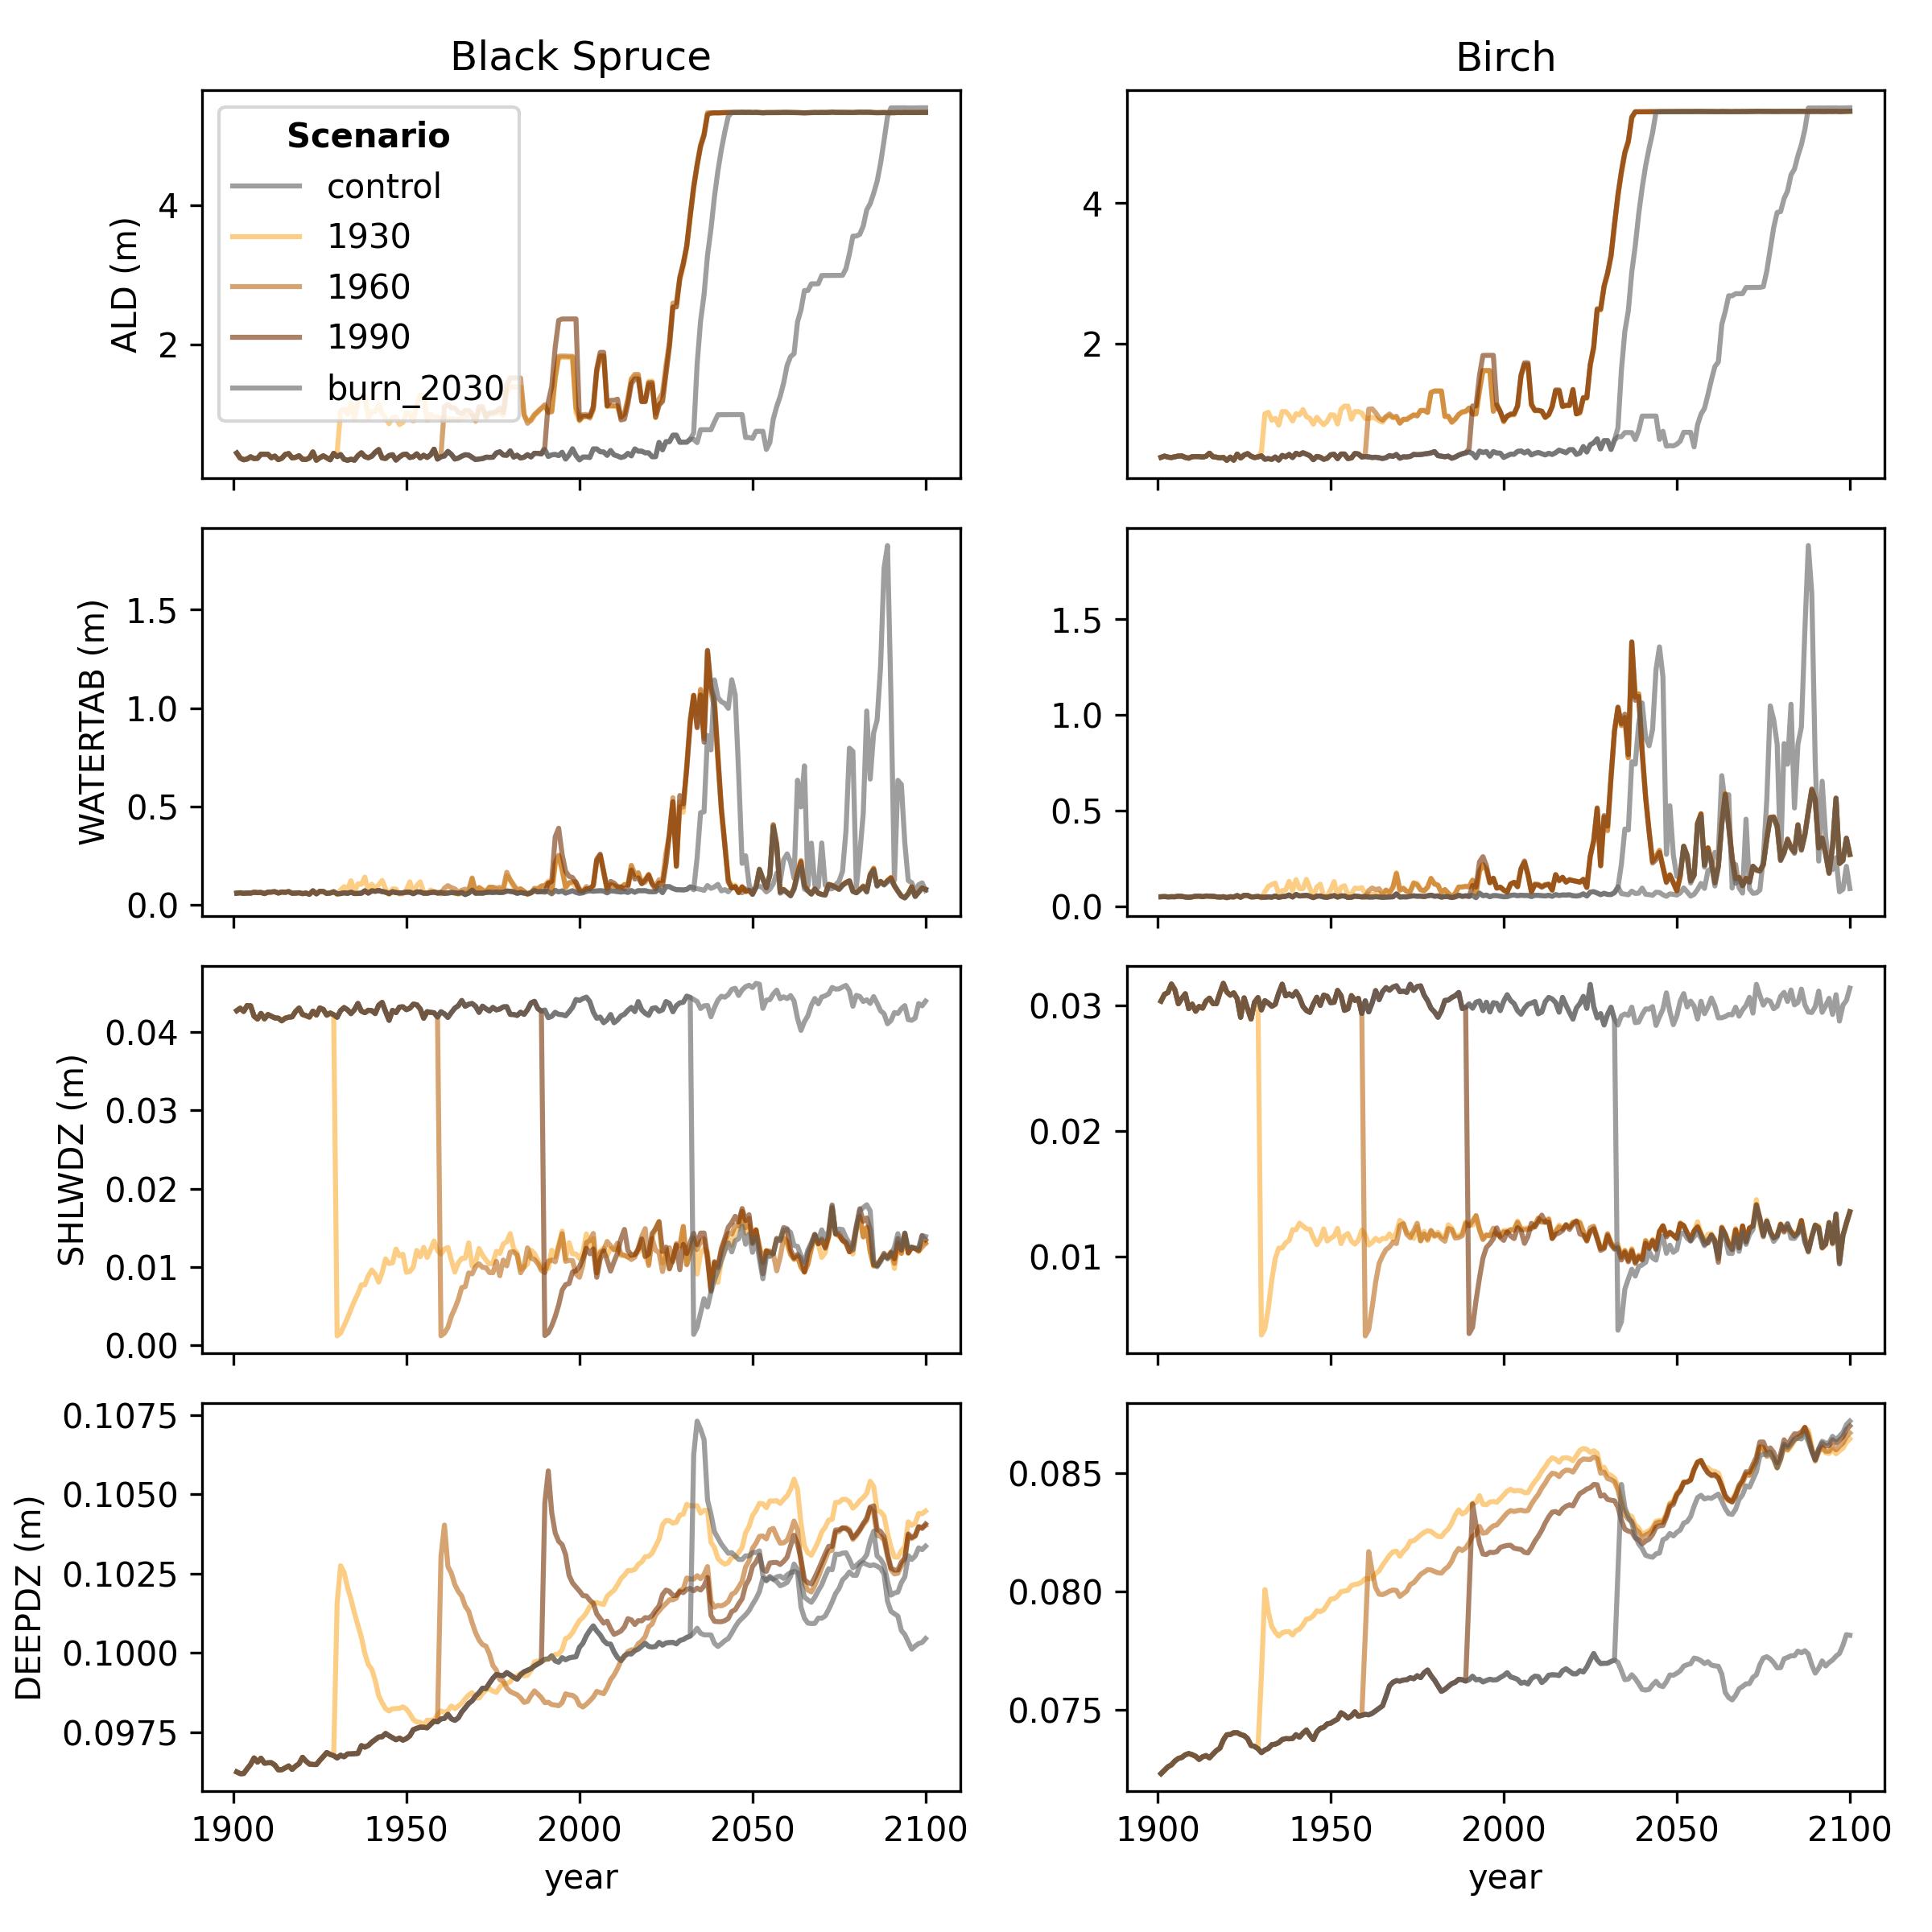 Black Spruce
Birch
Scenario
control
1930
1960
1990
burn_2030
ALD (m)
4
2
4
2
WATERTAB (m)
1.5
1.0
0.5
0.0
1.5
1.0
0.5
0.0
SHLWDZ (m)
0.04
0.03
0.02
0.01
0.00
0.03
0.02
0.01
DEEPDZ (m)
0.1075
0.1050
0.1025
0.1000
0.0975
0.085
0.080
0.075
1900 1950 2000 2050 2100
1900 1950 2000 2050 2100
year
year